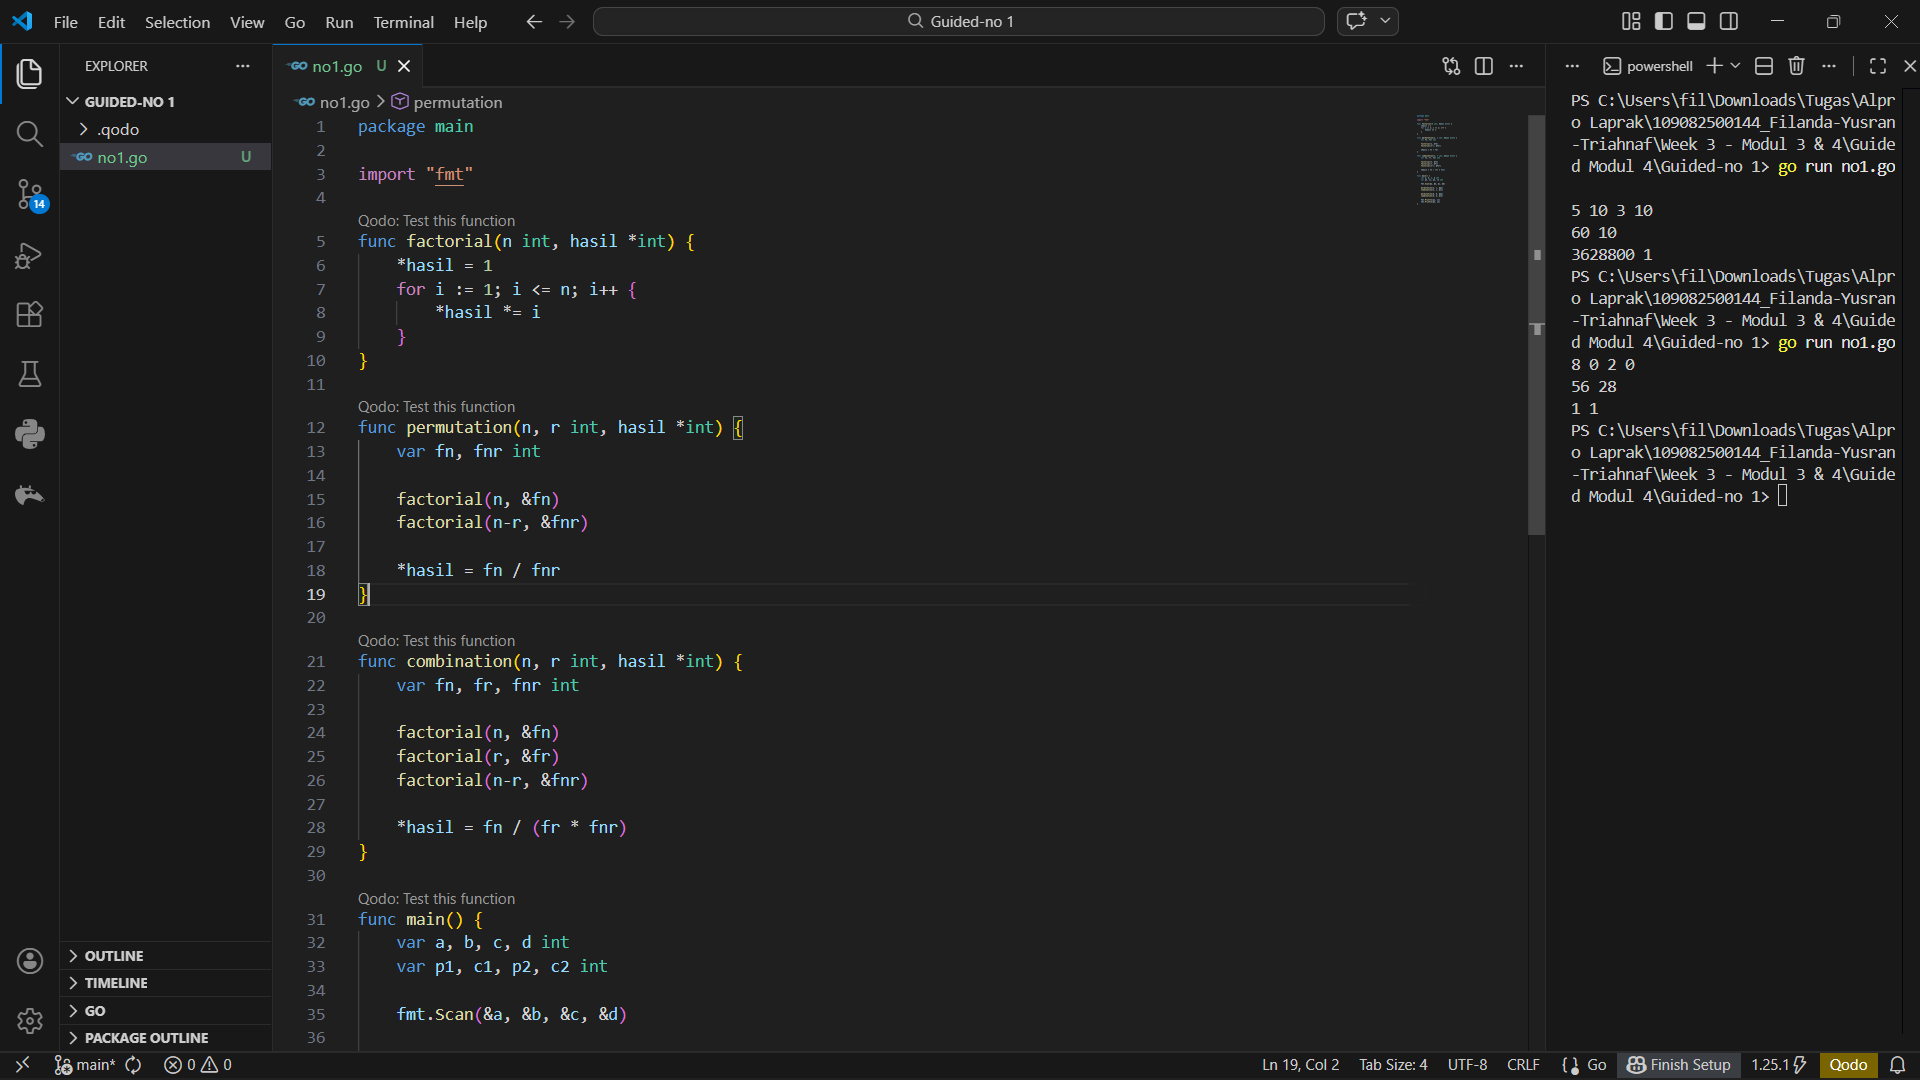 File Edit Selection View Go Run Terminal Help
Guided-no 1
EXPLORER
GUIDED-NO 1
.qodo
GO no1.go U
14
OUTLINE
TIMELINE
GO
PACKAGE OUTLINE
GO no1.go U
GO no1.go > permutation
1 package main
2
3 import "fmt"
4
Qodo: Test this function
5 func factorial(n int, hasil *int) {
6 *hasil = 1
7 for i := 1; i <= n; i++ {
8 *hasil *= i
9 }
10 }
11
Qodo: Test this function
12 func permutation(n, r int, hasil *int) {
13 var fn, fnr int
14
15 factorial(n, &fn)
16 factorial(n-r, &fnr)
17
18 *hasil = fn / fnr
19 }
20
Qodo: Test this function
21 func combination(n, r int, hasil *int) {
22 var fn, fr, fnr int
23
24 factorial(n, &fn)
25 factorial(r, &fr)
26 factorial(n-r, &fnr)
27
28 *hasil = fn / (fr * fnr)
29 }
30
Qodo: Test this function
31 func main() {
32 var a, b, c, d int
33 var p1, c1, p2, c2 int
34
35 fmt.Scan(&a, &b, &c, &d)
36
powershell
PS C:\Users\fil\Downloads\Tugas\Alpr
o Laprak\109082500144_Filanda-Yusran
-Triahnaf\Week 3 - Modul 3 & 4\Guide
d Modul 4\Guided-no 1> go run no1.go
5 10 3 10
60 10
3628800 1
PS C:\Users\fil\Downloads\Tugas\Alpr
o Laprak\109082500144_Filanda-Yusran
-Triahnaf\Week 3 - Modul 3 & 4\Guide
d Modul 4\Guided-no 1> go run no1.go
8 0 2 0
56 28
1 1
PS C:\Users\fil\Downloads\Tugas\Alpr
o Laprak\109082500144_Filanda-Yusran
-Triahnaf\Week 3 - Modul 3 & 4\Guide
d Modul 4\Guided-no 1>
main* 0 0 Ln 19, Col 2 Tab Size: 4 UTF-8 CRLF {} Go Finish Setup 1.25.1 Qodo